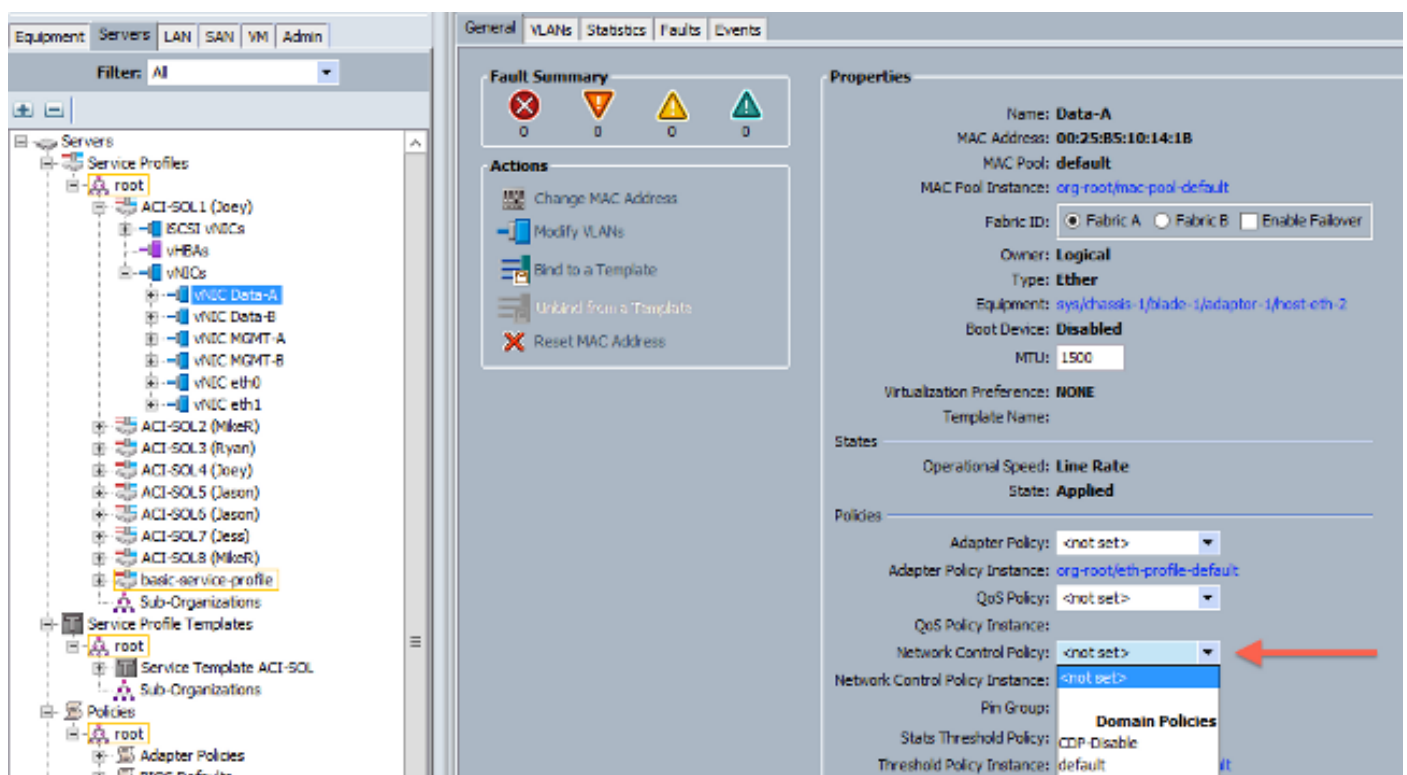 Equipment Servers LAN SAN VM Admin
Filter: All
Servers
Service Profiles
root
ACI-SOL1 (Joey)
iSCSI vNICs
vHBAs
vNICs
vNIC Data-A
vNIC Data-B
vNIC MGMT-A
vNIC MGMT-B
vNIC eth0
vNIC eth1
ACI-SOL2 (MikeR)
ACI-SOL3 (Ryan)
ACI-SOL4 (Joey)
ACI-SOL5 (Jason)
ACI-SOL6 (Jason)
ACI-SOL7 (Jess)
ACI-SOL8 (MikeR)
basic-service-profile
Sub-Organizations
Service Profile Templates
root
Service Template ACI-SOL
Sub-Organizations
Policies
root
Adapter Policies
BIOS Defaults
General VLANs Statistics Faults Events
Fault Summary
0 0 0 0
Actions
Change MAC Address
Modify VLANs
Bind to a Template
Unbind from a Template
Reset MAC Address
Properties
Name: Data-A
MAC Address: 00:25:B5:10:14:1B
MAC Pool: default
MAC Pool Instance: org-root/mac-pool-default
Fabric ID: Fabric A Fabric B Enable Failover
Owner: Logical
Type: Ether
Equipment: sys/chassis-1/blade-1/adaptor-1/host-eth-2
Boot Device: Disabled
MTU: 1500
Virtualization Preference: NONE
Template Name:
States
Operational Speed: Line Rate
State: Applied
Policies
Adapter Policy: <not set>
Adapter Policy Instance: org-root/eth-profile-default
QoS Policy: <not set>
QoS Policy Instance:
Network Control Policy: <not set>
Network Control Policy Instance: <not set>
Pin Group:
Domain Policies
Stats Threshold Policy: CDP-Disable
Threshold Policy Instance: default